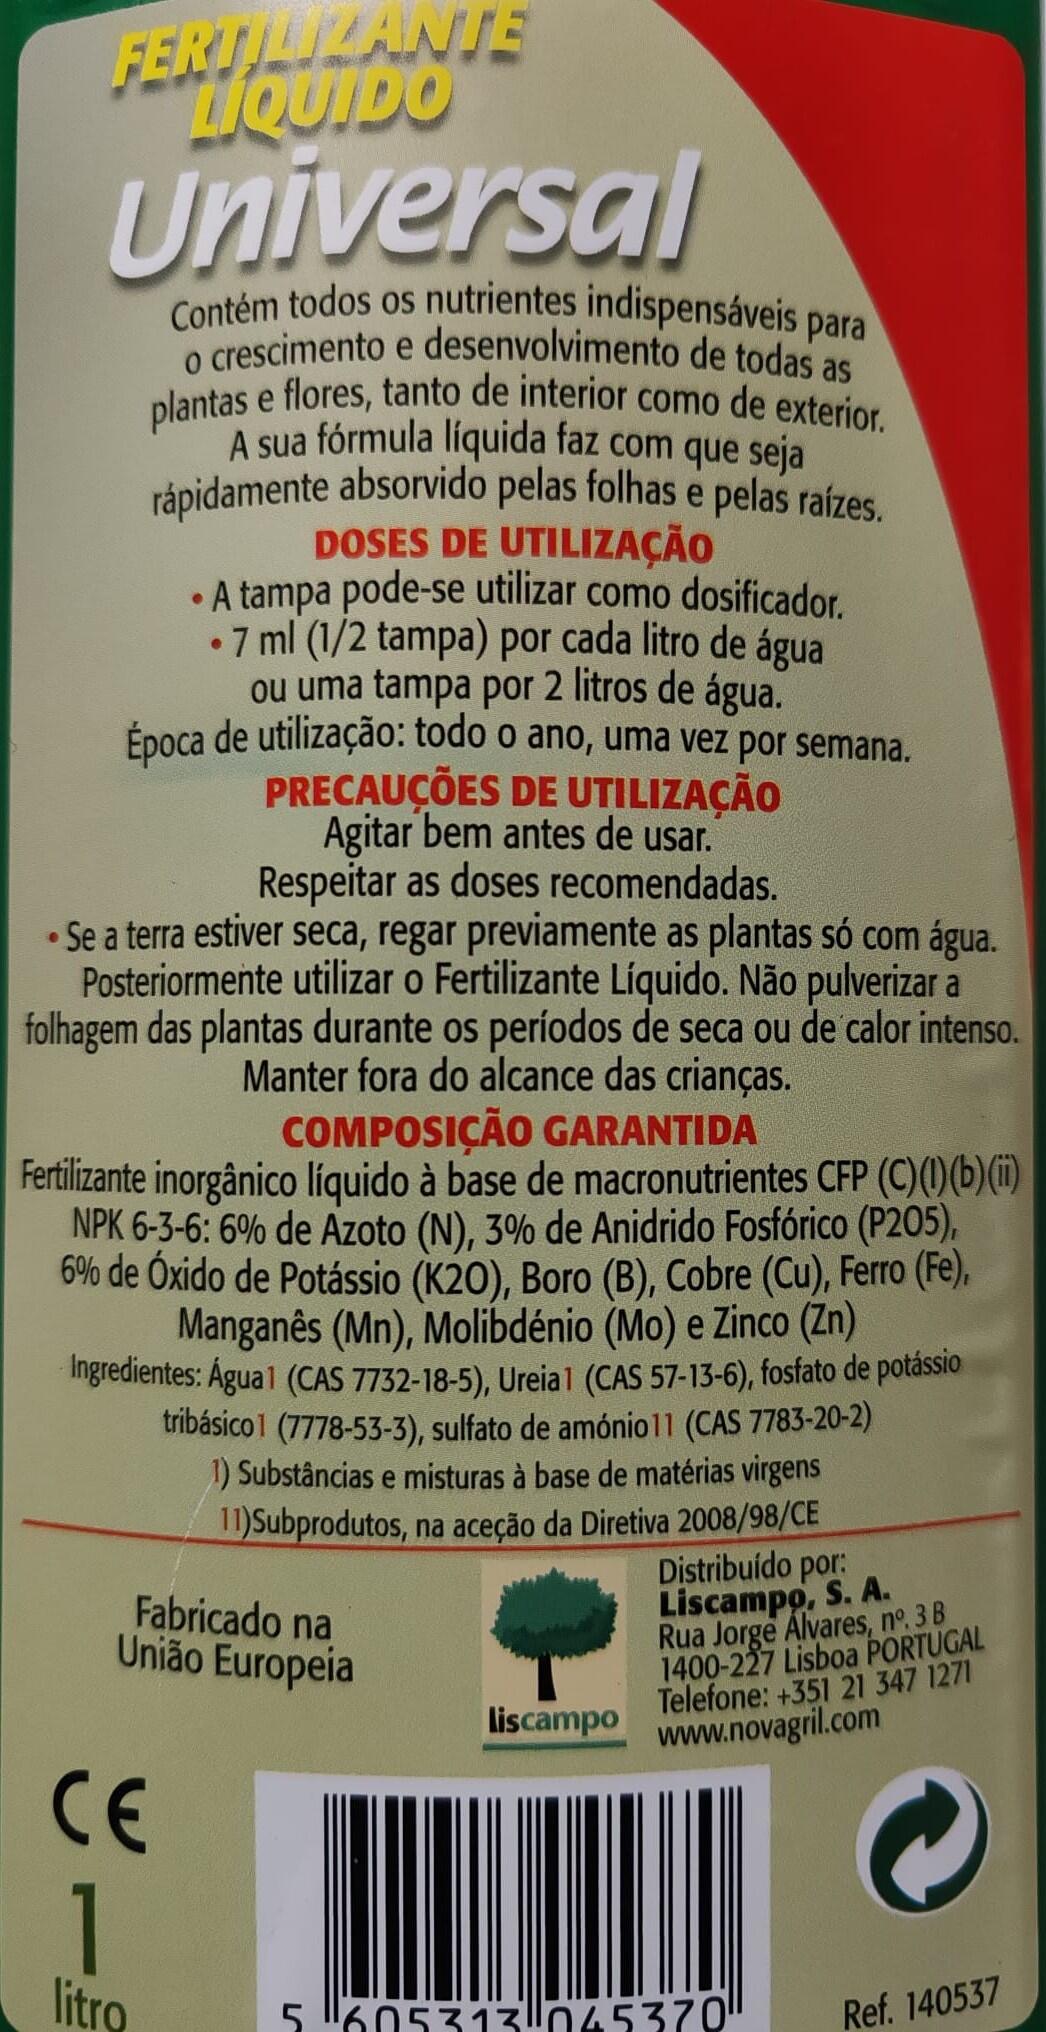 FERTILIZANTE
LÍQUIDO
Universal
Contém todos os nutrientes indispensáveis para
o crescimento e desenvolvimento de todas as
plantas e flores, tanto de interior como de exterior.
A sua fórmula líquida faz com que seja
rápidamente absorvido pelas folhas e pelas raízes.
DOSES DE UTILIZAÇÃO
• A tampa pode-se utilizar como dosificador.
• 7 ml (1/2 tampa) por cada litro de água
ou uma tampa por 2 litros de água.
Época de utilização: todo o ano, uma vez por semana.
PRECAUÇÕES DE UTILIZAÇÃO
Agitar bem antes de usar.
Respeitar as doses recomendadas.
• Se a terra estiver seca, regar previamente as plantas só com água.
Posteriormente utilizar o Fertilizante Líquido. Não pulverizar a
folhagem das plantas durante os períodos de seca ou de calor intenso.
Manter fora do alcance das crianças.
COMPOSIÇÃO GARANTIDA
Fertilizante inorgânico líquido à base de macronutrientes CFP (C)(I)(b)(ii)
NPK 6-3-6: 6% de Azoto (N), 3% de Anidrido Fosfórico (P2O5),
6% de Óxido de Potássio (K2O), Boro (B), Cobre (Cu), Ferro (Fe),
Manganês (Mn), Molibdénio (Mo) e Zinco (Zn)
Ingredientes: Água1 (CAS 7732-18-5), Ureia1 (CAS 57-13-6), fosfato de potássio
tribásico1 (7778-53-3), sulfato de amónio11 (CAS 7783-20-2)
1) Substâncias e misturas à base de matérias virgens
11)Subprodutos, na aceção da Diretiva 2008/98/CE
Fabricado na
União Europeia
liscampo
Distribuído por:
Liscampo, S. A.
Rua Jorge Álvares, nº. 3 B
1400-227 Lisboa PORTUGAL
Telefone: +351 21 347 1271
www.novagril.com
CE
1
litro
5 605313 045370
Ref. 140537